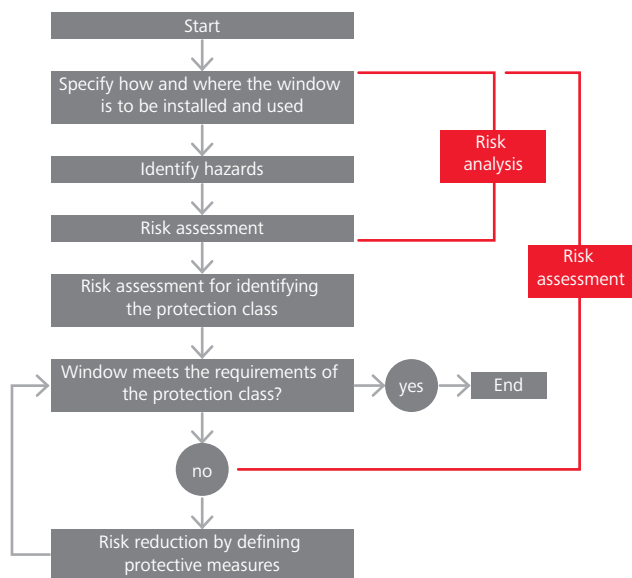 Start
Specify how and where the window
is to be installed and used
Risk
analysis
Identify hazards
Risk assessment
Risk
assessment
Risk assessment for identifying
the protection class
Window meets the requirements of
the protection class?
yes
End
no
Risk reduction by defining
protective measures